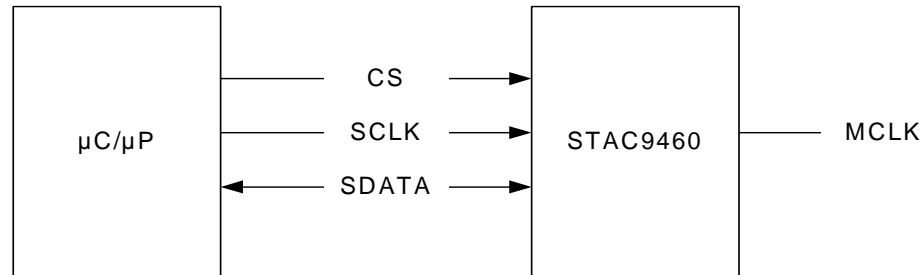 CS
SCLK
µC/µP
STAC9460
MCLK
SDATA